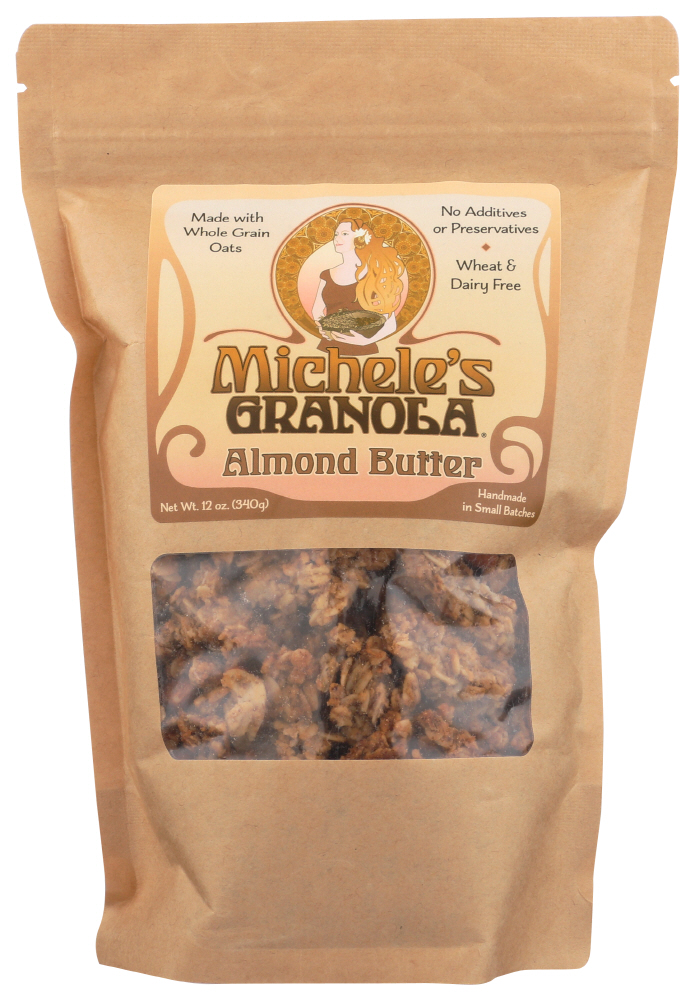 Made with
Whole Grain
Oats
No Additives
or Preservatives
Wheat &
Dairy Free
Michele's
GRANOLA®
Almond Butter
Net Wt. 12 oz. (340g)
Handmade
in Small Batches